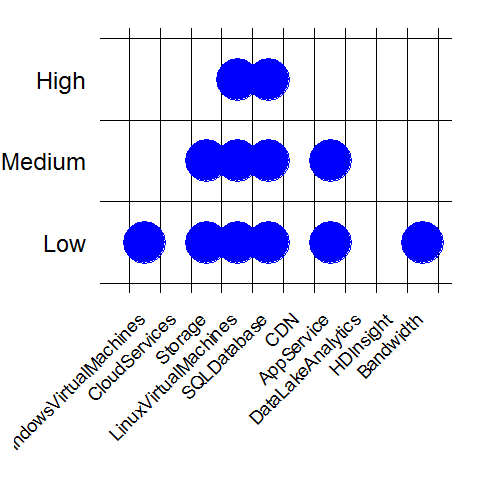 High
Medium
Low
ndowsVirtualMachines
CloudServices
Storage
LinuxVirtualMachines
SQLDatabase
CDN
AppService
DataLakeAnalytics
HDInsight
Bandwidth